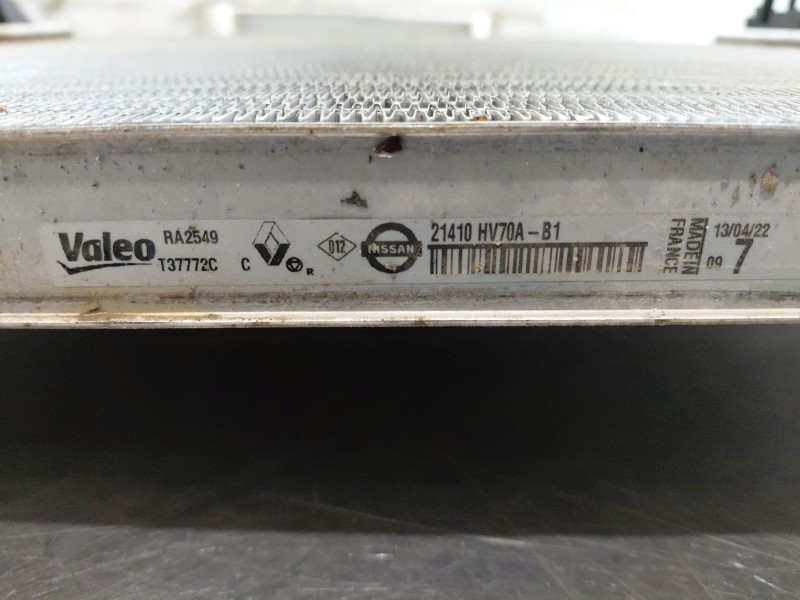 Valeo
RA2549
T37772C C
R
D12
NISSAN
21410 HV70A-B1
MADE IN
FRANCE
13/04/22
09 7